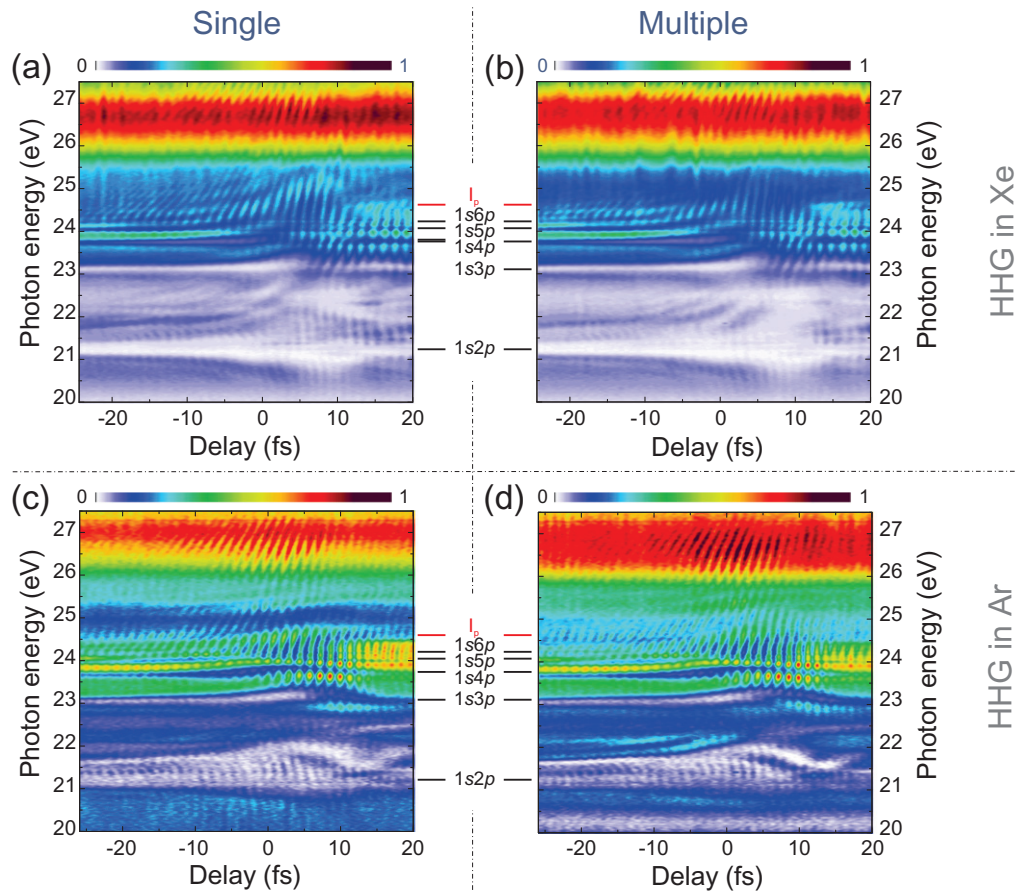 Single
Multiple
(a)
0
1
(b)
0
1
Photon energy (eV)
27
26
25
24
23
22
21
20
-20
-10
0
10
20
Delay (fs)
I_p
1s6p
1s5p
1s4p
1s3p
1s2p
27
26
25
24
23
22
21
20
Photon energy (eV)
-20
-10
0
10
20
Delay (fs)
HHG in Xe
(c)
0
1
(d)
0
1
Photon energy (eV)
27
26
25
24
23
22
21
20
-20
-10
0
10
20
Delay (fs)
I_p
1s6p
1s5p
1s4p
1s3p
1s2p
27
26
25
24
23
22
21
20
Photon energy (eV)
-20
-10
0
10
20
Delay (fs)
HHG in Ar